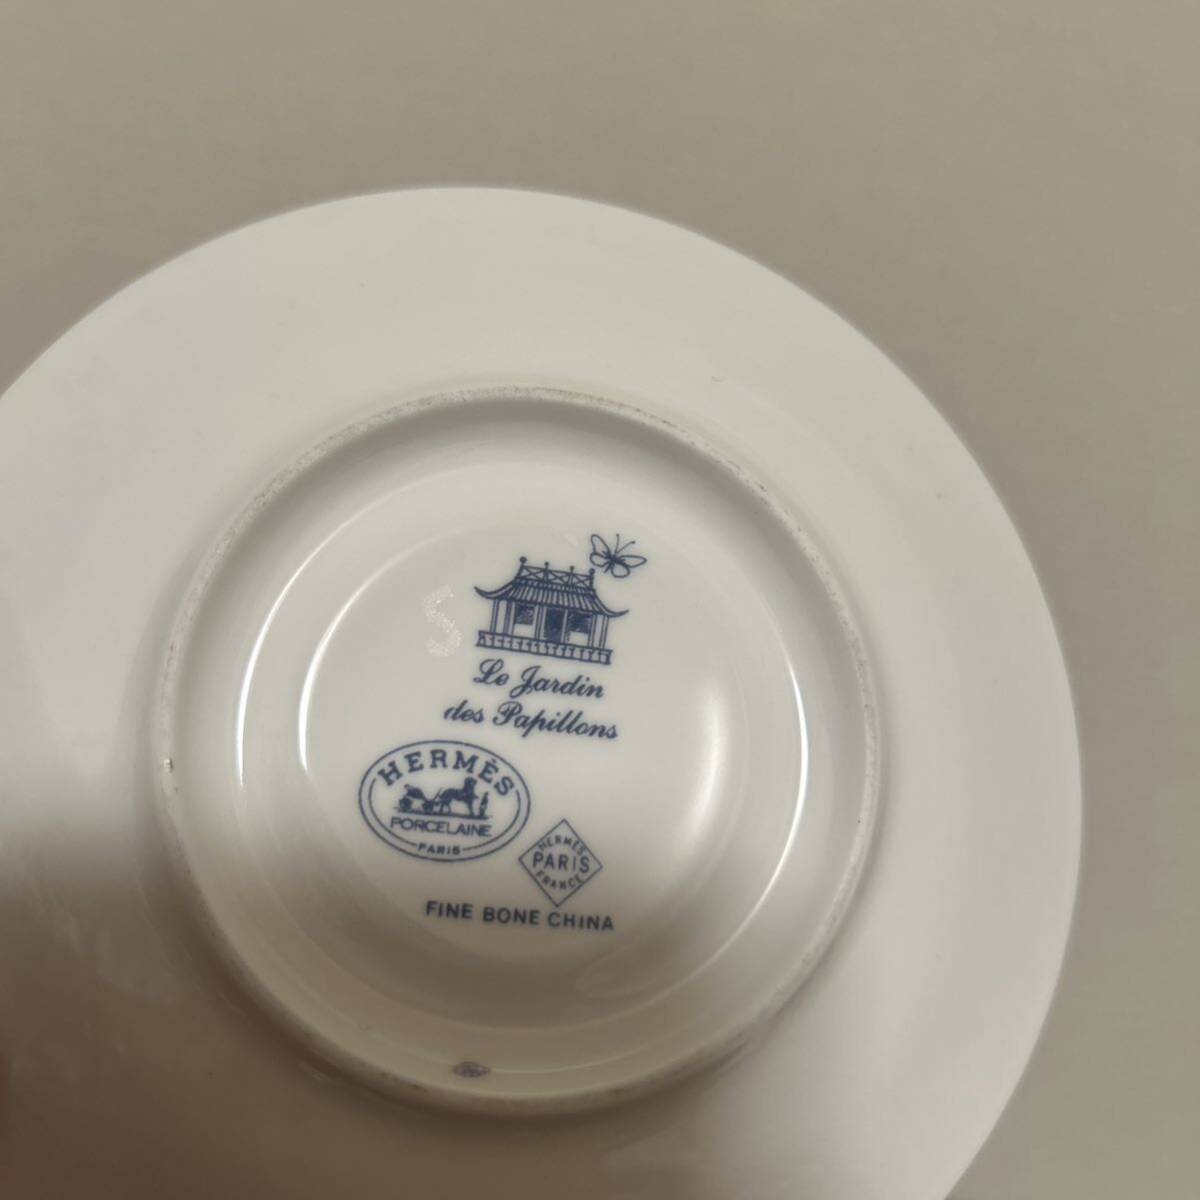 S
Le Jardin
des Papillons
HERMÈS
PORCELAINE
PARIS
HERMÈS
PARIS
FRANCE
FINE BONE CHINA